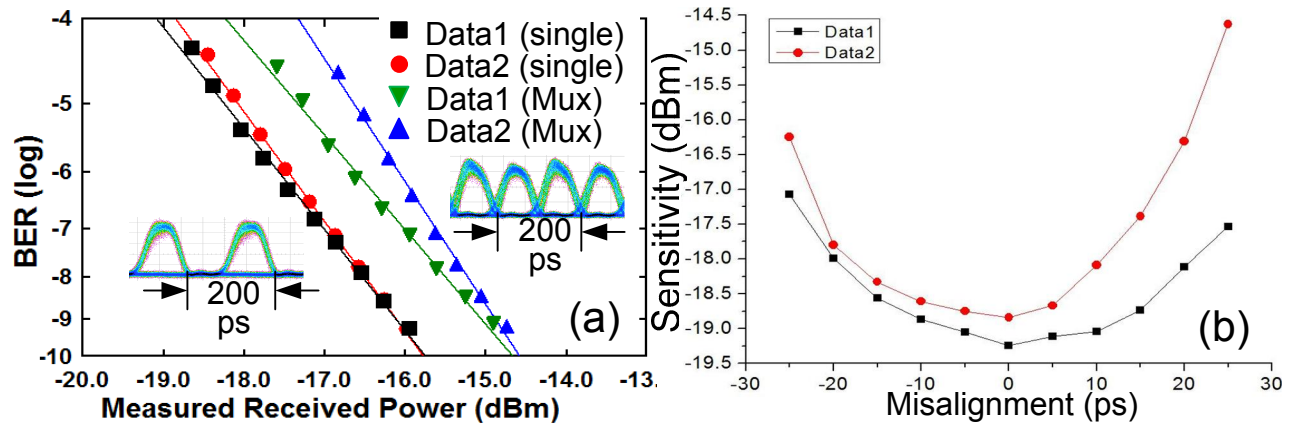 -4
-5
-6
-7
-8
-9
-10
BER (log)
Data1 (single)
Data2 (single)
Data1 (Mux)
Data2 (Mux)
200
ps
200
ps
(a)
-20.0 -19.0 -18.0 -17.0 -16.0 -15.0 -14.0 -13.
Measured Received Power (dBm)
-14.5
-15.0
-15.5
-16.0
-16.5
-17.0
-17.5
-18.0
-18.5
-19.0
-19.5
Sensitivity (dBm)
Data1
Data2
(b)
-30 -20 -10 0 10 20 30
Misalignment (ps)